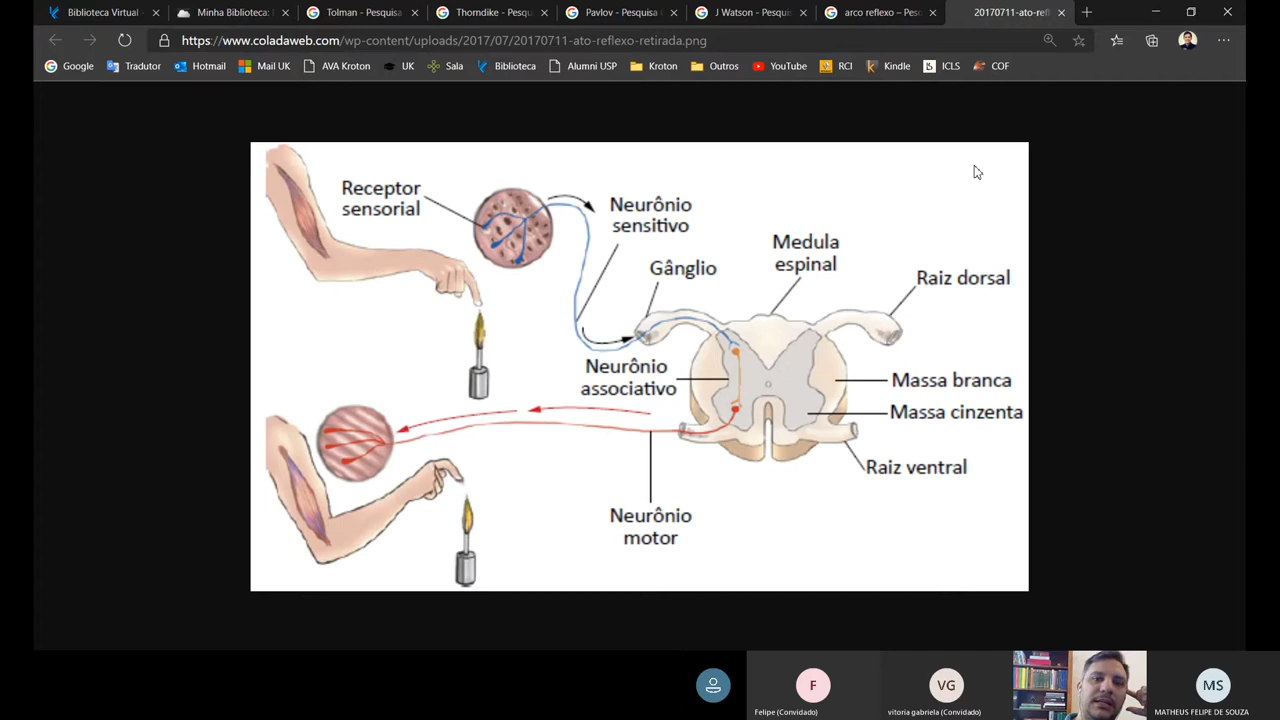 Biblioteca Virtual -
Minha Biblioteca:
Tolman - Pesquisa
Thorndike - Pesqu
Pavlov - Pesquisa
J Watson - Pesqui
arco reflexo – Pes
20170711-ato-refl
https://www.coladaweb.com/wp-content/uploads/2017/07/20170711-ato-reflexo-retirada.png
Google
Tradutor
Hotmail
Mail UK
AVA Kroton
UK
Sala
Biblioteca
Alumni USP
Kroton
Outros
YouTube
RCI
Kindle
ICLS
COF
Receptor
sensorial
Neurônio
sensitivo
Gânglio
Medula
espinal
Raiz dorsal
Neurônio
associativo
Massa branca
Massa cinzenta
Raiz ventral
Neurônio
motor
F
VG
MS
Felipe (Convidado)
vitoria gabriela (Convidado)
MATHEUS FELIPE DE SOUZA